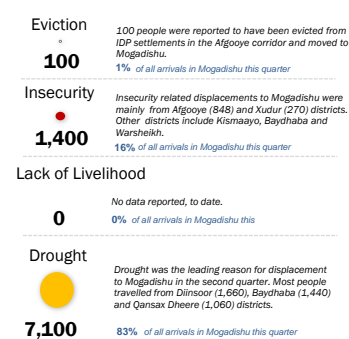 Eviction
100
100 people were reported to have been evicted from
IDP settlements in the Afgooye corridor and moved to
Mogadishu.
1% of all arrivals in Mogadishu this quarter
Insecurity
1,400
Insecurity related displacements to Mogadishu were
mainly from Afgooye (848) and Xudur (270) districts.
Other districts include Kismaayo, Baydhaba and
Warsheikh.
16% of all arrivals in Mogadishu this quarter
Lack of Livelihood
0
No data reported, to date.
0% of all arrivals in Mogadishu this
Drought
7,100
Drought was the leading reason for displacement
to Mogadishu in the second quarter. Most people
travelled from Diinsoor (1,660), Baydhaba (1,440)
and Qansax Dheere (1,060) districts.
83% of all arrivals in Mogadishu this quarter